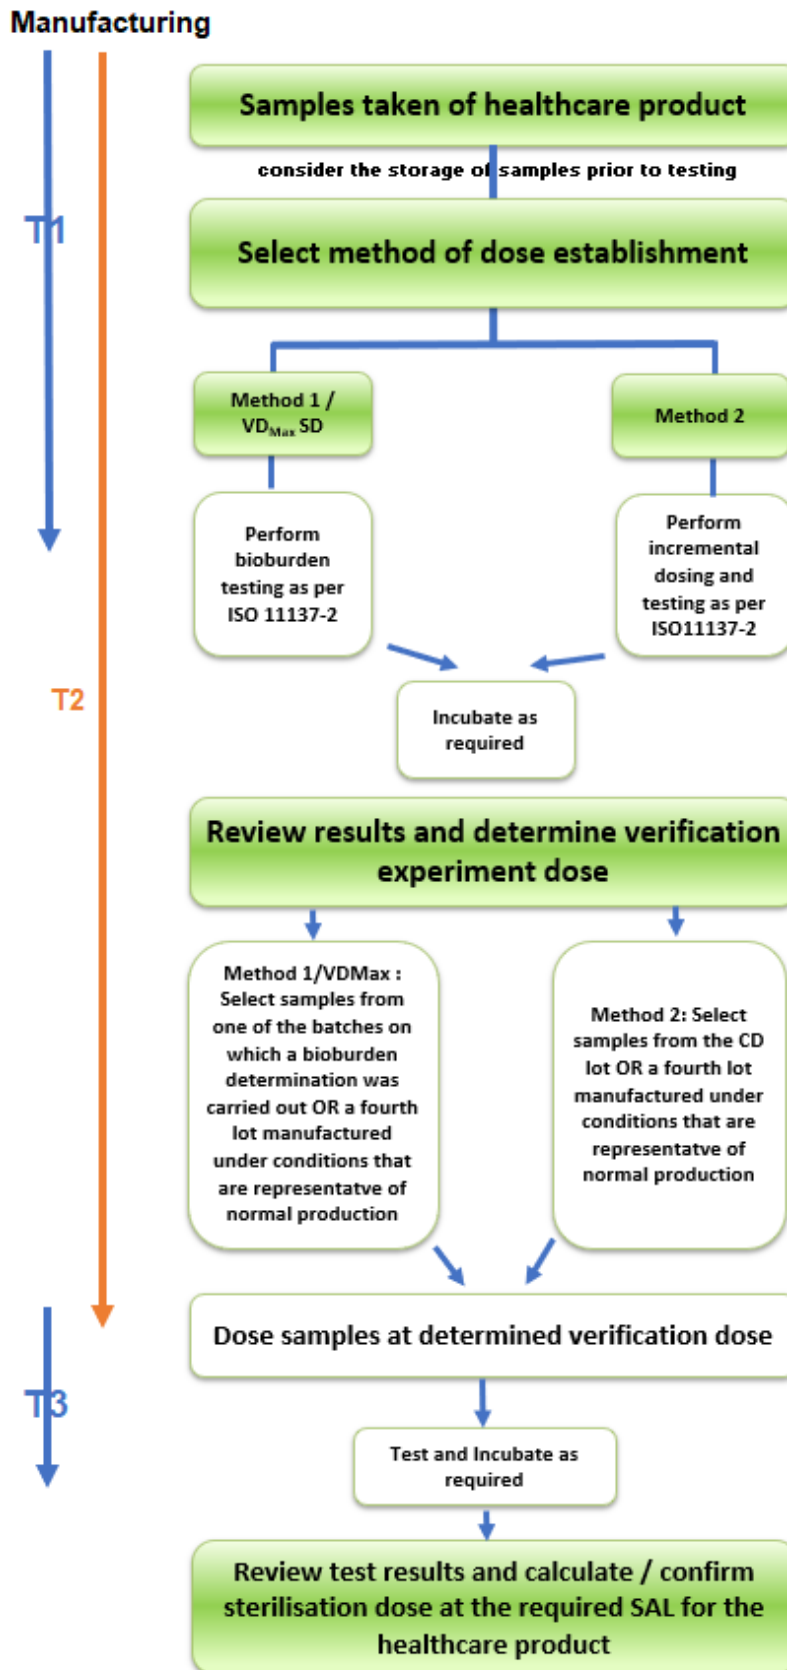 Manufacturing
Samples taken of healthcare product
consider the storage of samples prior to testing
T1
Select method of dose establishment
Method 1 /
VDMax SD
Method 2
Perform
bioburden
testing as per
ISO 11137-2
Perform
incremental
dosing and
testing as per
ISO11137-2
T2
Incubate as
required
Review results and determine verification
experiment dose
Method 1/VDMax :
Select samples from
one of the batches on
which a bioburden
determination was
carried out OR a fourth
lot manufactured
under conditions that
are representatve of
normal production
Method 2: Select
samples from the CD
lot OR a fourth lot
manufactured under
conditions that are
representatve of
normal production
Dose samples at determined verification dose
T3
Test and Incubate as
required
Review test results and calculate / confirm
sterilisation dose at the required SAL for the
healthcare product